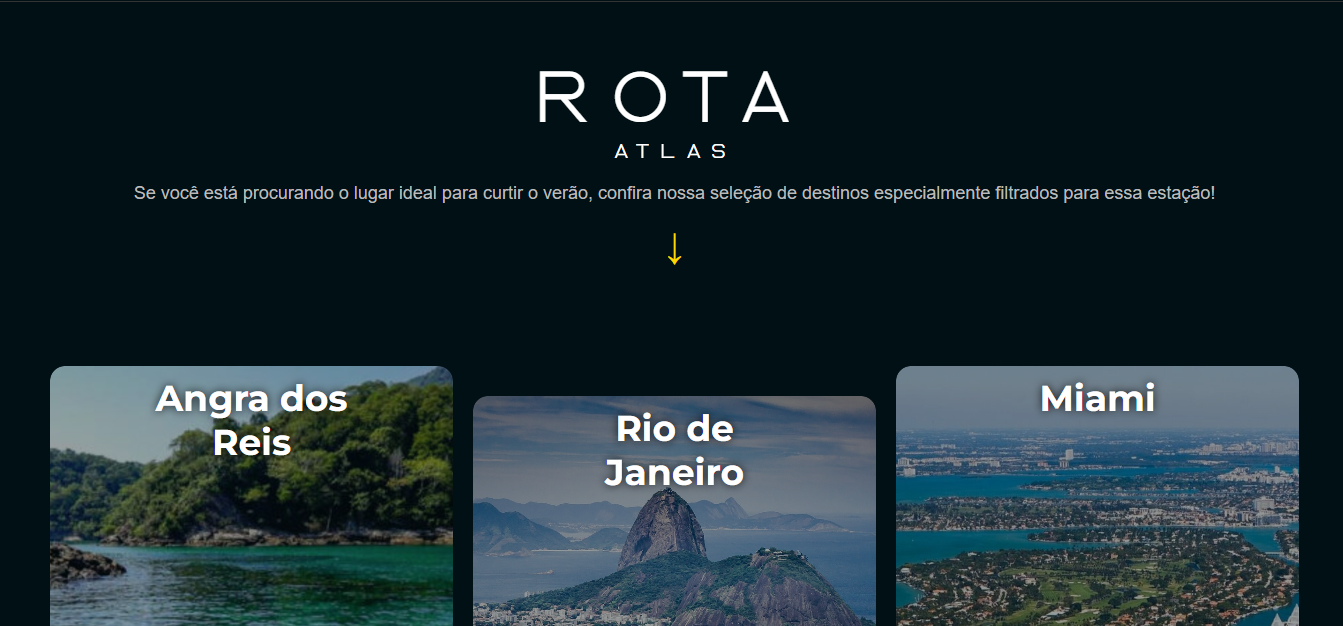 ROTA
ATLAS
Se você está procurando o lugar ideal para curtir o verão, confira nossa seleção de destinos especialmente filtrados para essa estação!
Angra dos
Reis
Rio de
Janeiro
Miami